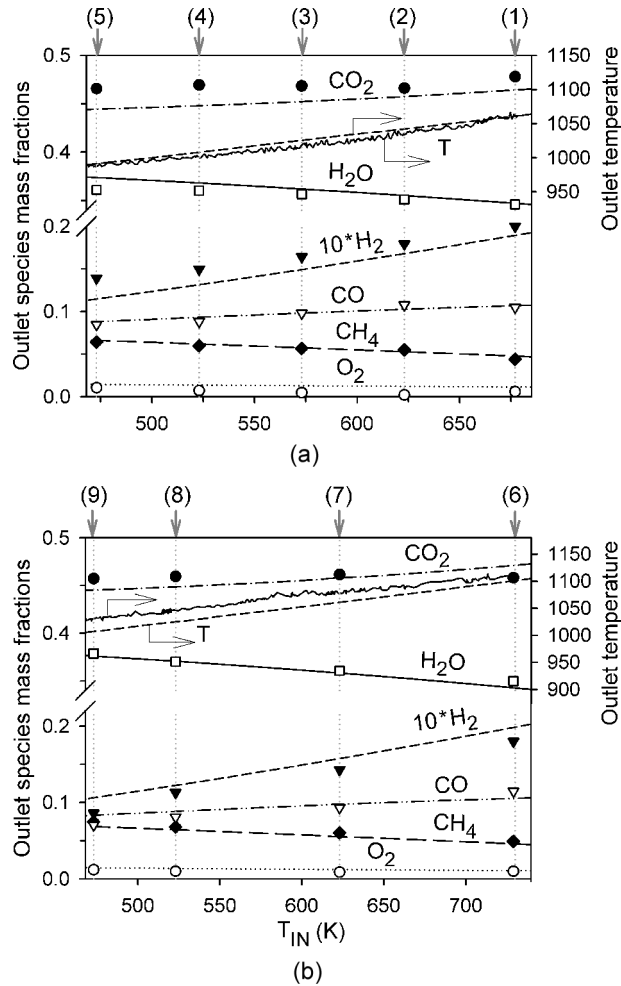 (5) (4) (3) (2) (1)
0.5 1150
CO2 1100
1050
0.4 T 1000
H2O 950
0.2
10*H2
CO
0.1
CH4
O2
0.0
500 550 600 650
Outlet species mass fractions
Outlet temperature
(a)
(9) (8) (7) (6)
0.5 CO2 1150
1100
1050
0.4 T 1000
H2O 950
900
0.2 10*H2
CO
0.1
CH4
O2
0.0
500 550 600 650 700
Outlet species mass fractions
Outlet temperature
TIN (K)
(b)